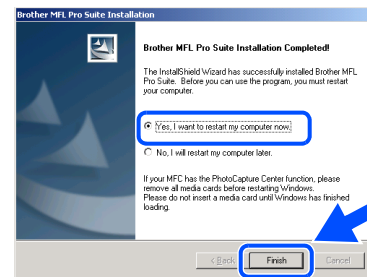 Brother MFL Pro Suite Installation
Brother MFL Pro Suite Installation Completed!
The InstallShield Wizard has successfully installed Brother MFL
Pro Suite. Before you can use the program, you must restart
your computer.
Yes, I want to restart my computer now.
No, I will restart my computer later.
If your MFC has the PhotoCapture Center function, please
remove all media cards before restarting Windows.
Please do not insert a media card until Windows has finished
loading.
< Back
Finish
Cancel